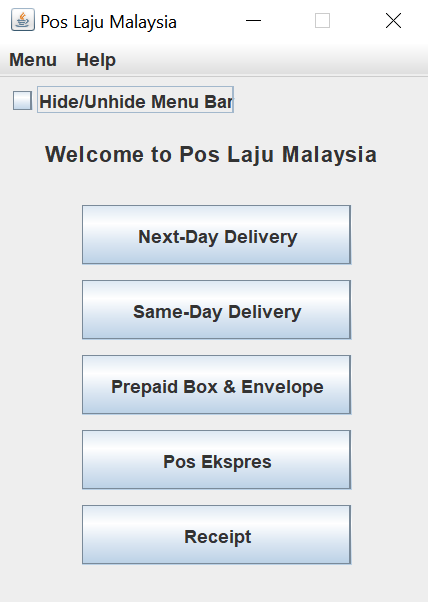 Pos Laju Malaysia
Menu Help
Hide/Unhide Menu Bar
Welcome to Pos Laju Malaysia
Next-Day Delivery
Same-Day Delivery
Prepaid Box & Envelope
Pos Ekspres
Receipt